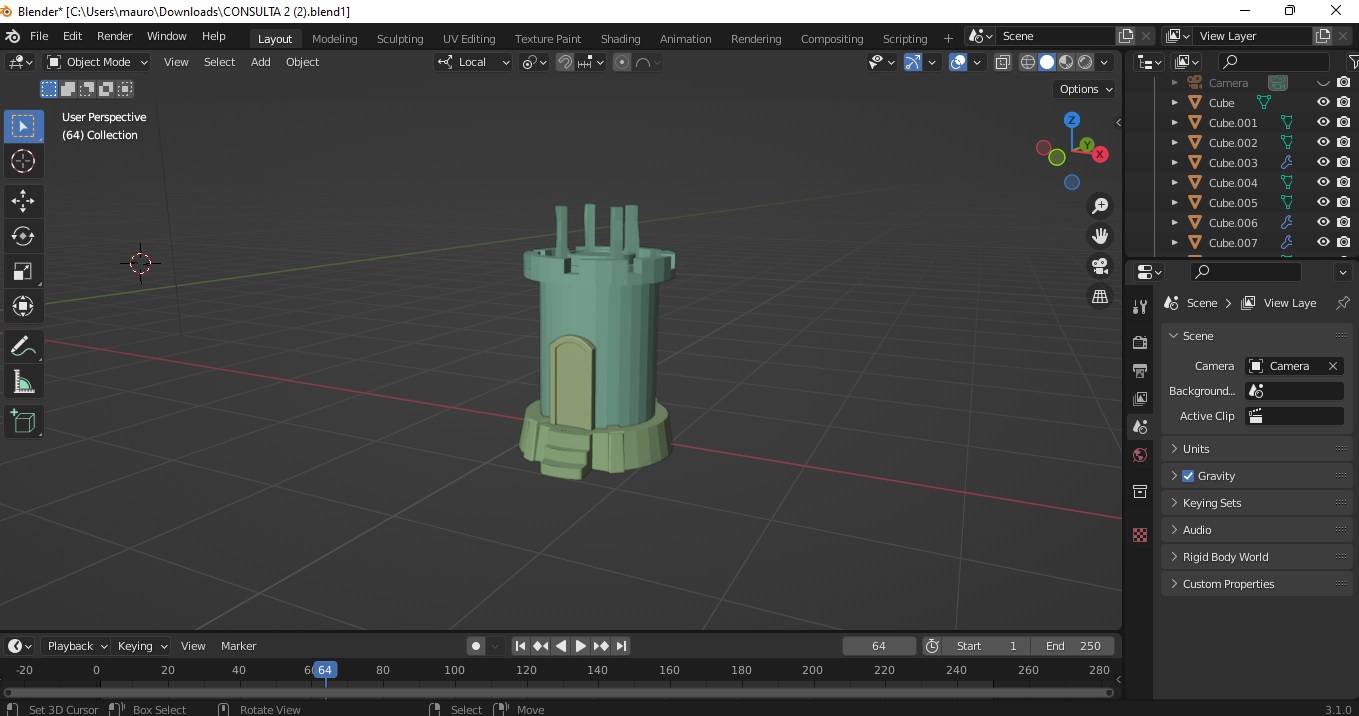 Blender* [C:\Users\mauro\Downloads\CONSULTA 2 (2).blend1]
File Edit Render Window Help Layout Modeling Sculpting UV Editing Texture Paint Shading Animation Rendering Compositing Scripting + Scene View Layer
Object Mode View Select Add Object Local
Options
User Perspective
(64) Collection
Z
Y
X
Camera
Cube
Cube.001
Cube.002
Cube.003
Cube.004
Cube.005
Cube.006
Cube.007
Scene > View Laye
Scene
Camera Camera
Background...
Active Clip
Units
Gravity
Keying Sets
Audio
Rigid Body World
Custom Properties
Playback Keying View Marker 64 Start 1 End 250
-20 0 20 40 64 80 100 120 140 160 180 200 220 240 260 280
Set 3D Cursor Box Select Rotate View Select Move 3.1.0